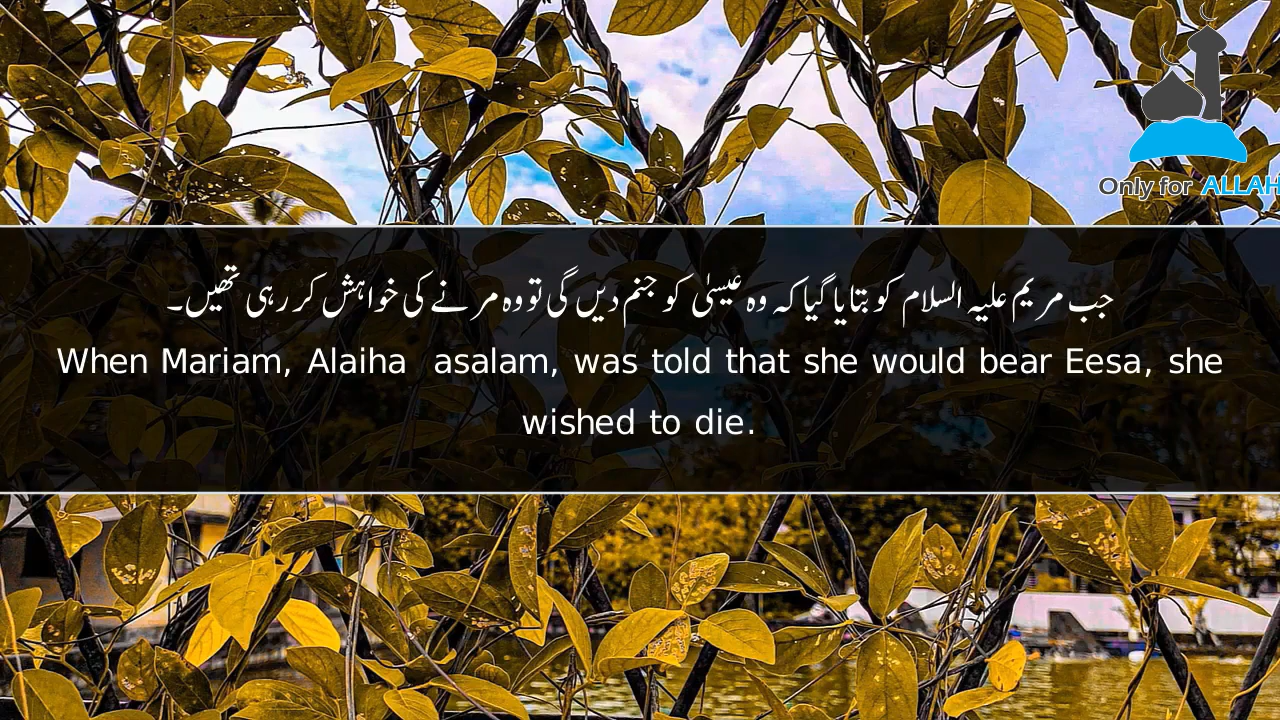 Only for ALLAH
جب مریم علیہ السلام کو بتایا گیا کہ وہ عیسیٰ کو جنم دیں گی تو وہ مرنے کی خواہش کر رہی تھیں۔
When Mariam, Alaiha asalam, was told that she would bear Eesa, she
wished to die.